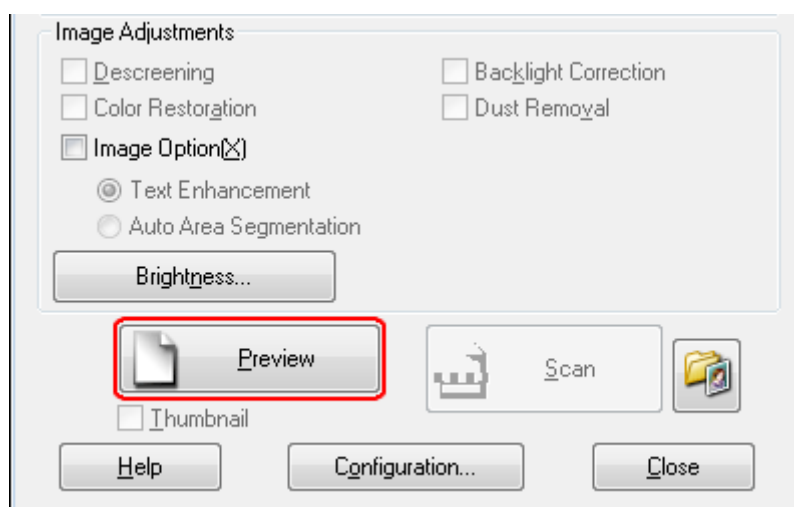 Image Adjustments
Descreening Backlight Correction
Color Restoration Dust Removal
Image Option(X)
Text Enhancement
Auto Area Segmentation
Brightness...
Preview Scan
Thumbnail
Help Configuration... Close